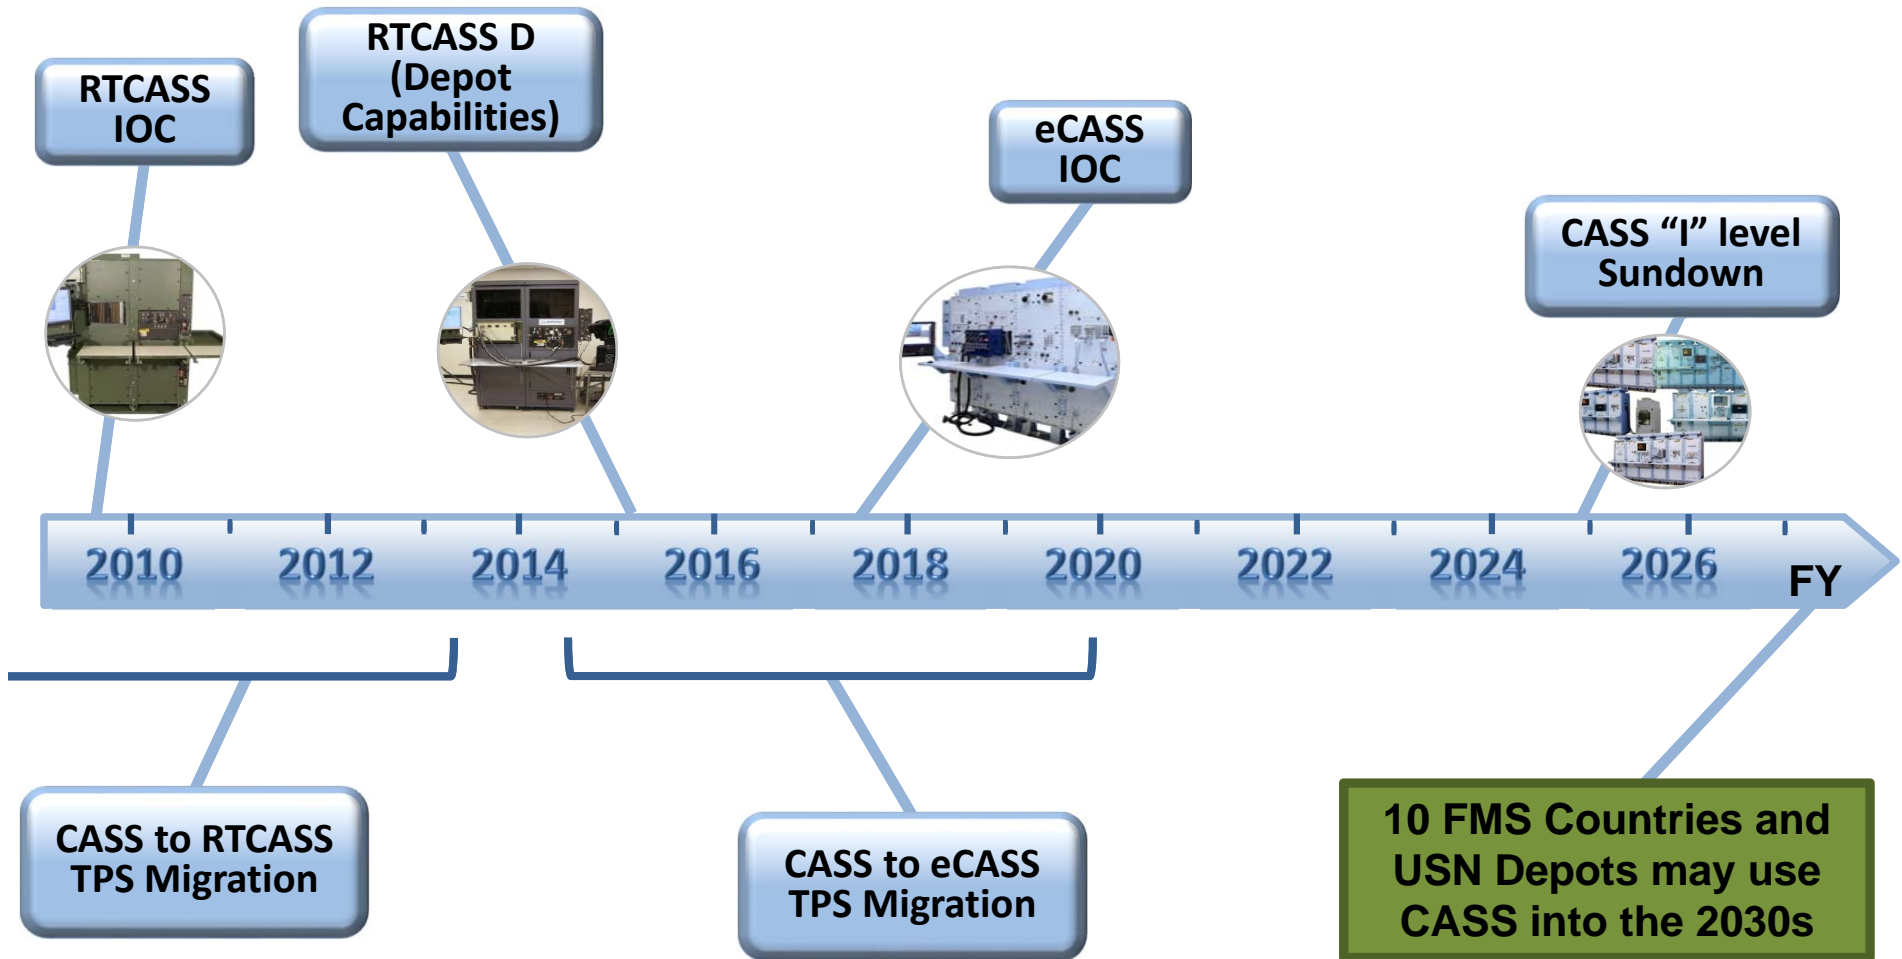 RTCASS
IOC
RTCASS D
(Depot
Capabilities)
eCASS
IOC
CASS “I” level
Sundown
2010
2012
2014
2016
2018
2020
2022
2024
2026
FY
CASS to RTCASS
TPS Migration
CASS to eCASS
TPS Migration
10 FMS Countries and
USN Depots may use
CASS into the 2030s